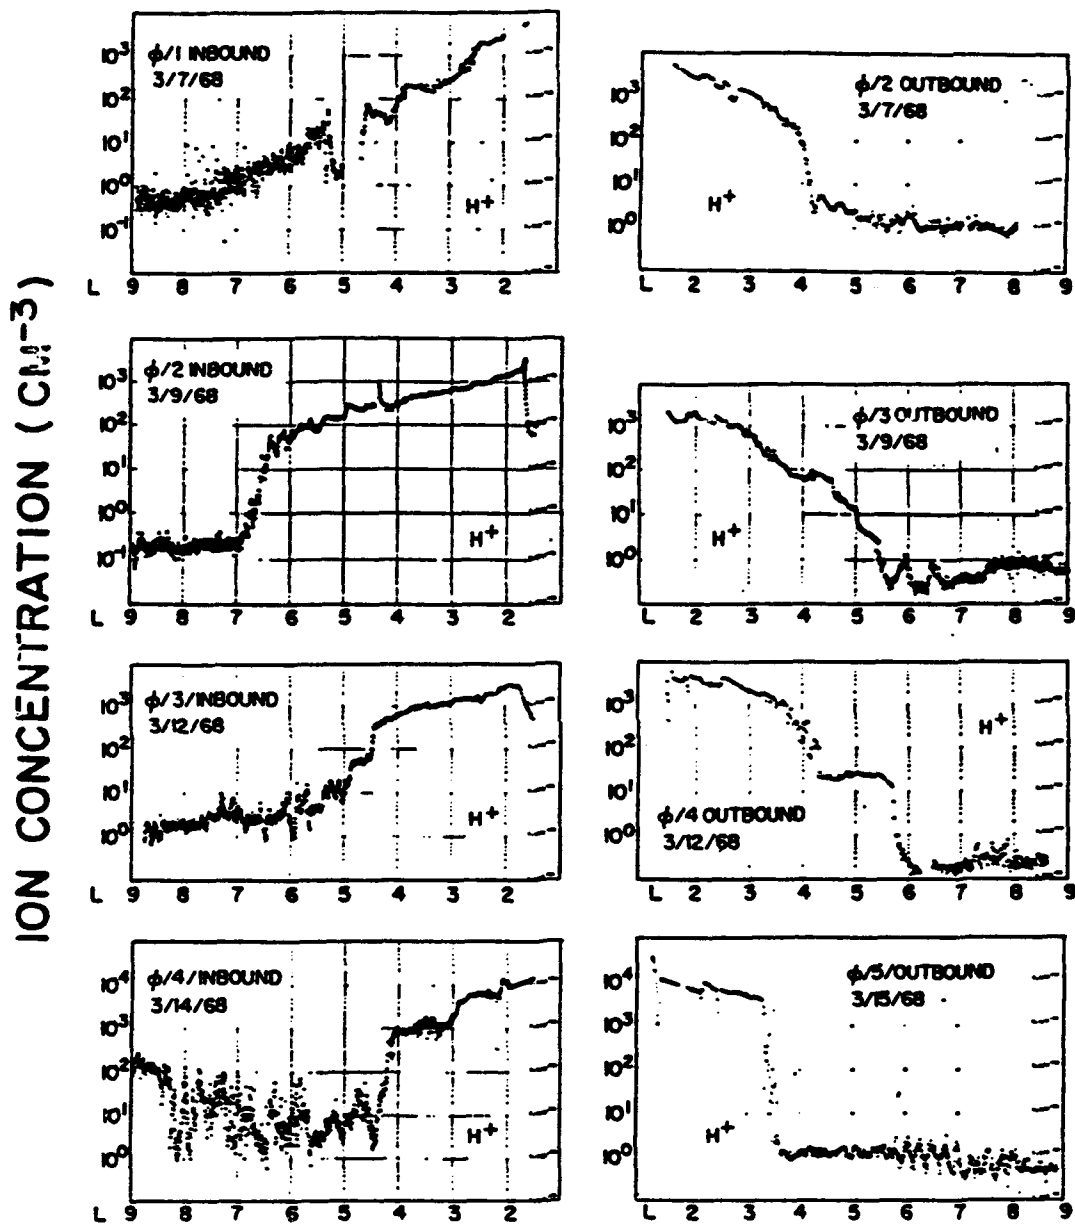 ION CONCENTRATION (CM-3)
ϕ/1 INBOUND
3/7/68
10³
10²
10¹
10⁰
10⁻¹
H+
L 9 8 7 6 5 4 3 2
ϕ/2 OUTBOUND
3/7/68
10³
10²
10¹
10⁰
H+
L 2 3 4 5 6 7 8 9
ϕ/2 INBOUND
3/9/68
10³
10²
10¹
10⁰
10⁻¹
H+
L 9 8 7 6 5 4 3 2
ϕ/3 OUTBOUND
3/9/68
10³
10²
10¹
10⁰
H+
L 2 3 4 5 6 7 8 9
ϕ/3/INBOUND
3/12/68
10³
10²
10¹
10⁰
H+
L 9 8 7 6 5 4 3 2
ϕ/4 OUTBOUND
3/12/68
10³
10²
10¹
10⁰
H+
L 2 3 4 5 6 7 8 9
ϕ/4/INBOUND
3/14/68
10⁴
10³
10²
10¹
10⁰
H+
L 9 8 7 6 5 4 3 2
ϕ/5/OUTBOUND
3/15/68
10⁴
10³
10²
10¹
10⁰
H+
L 2 3 4 5 6 7 8 9